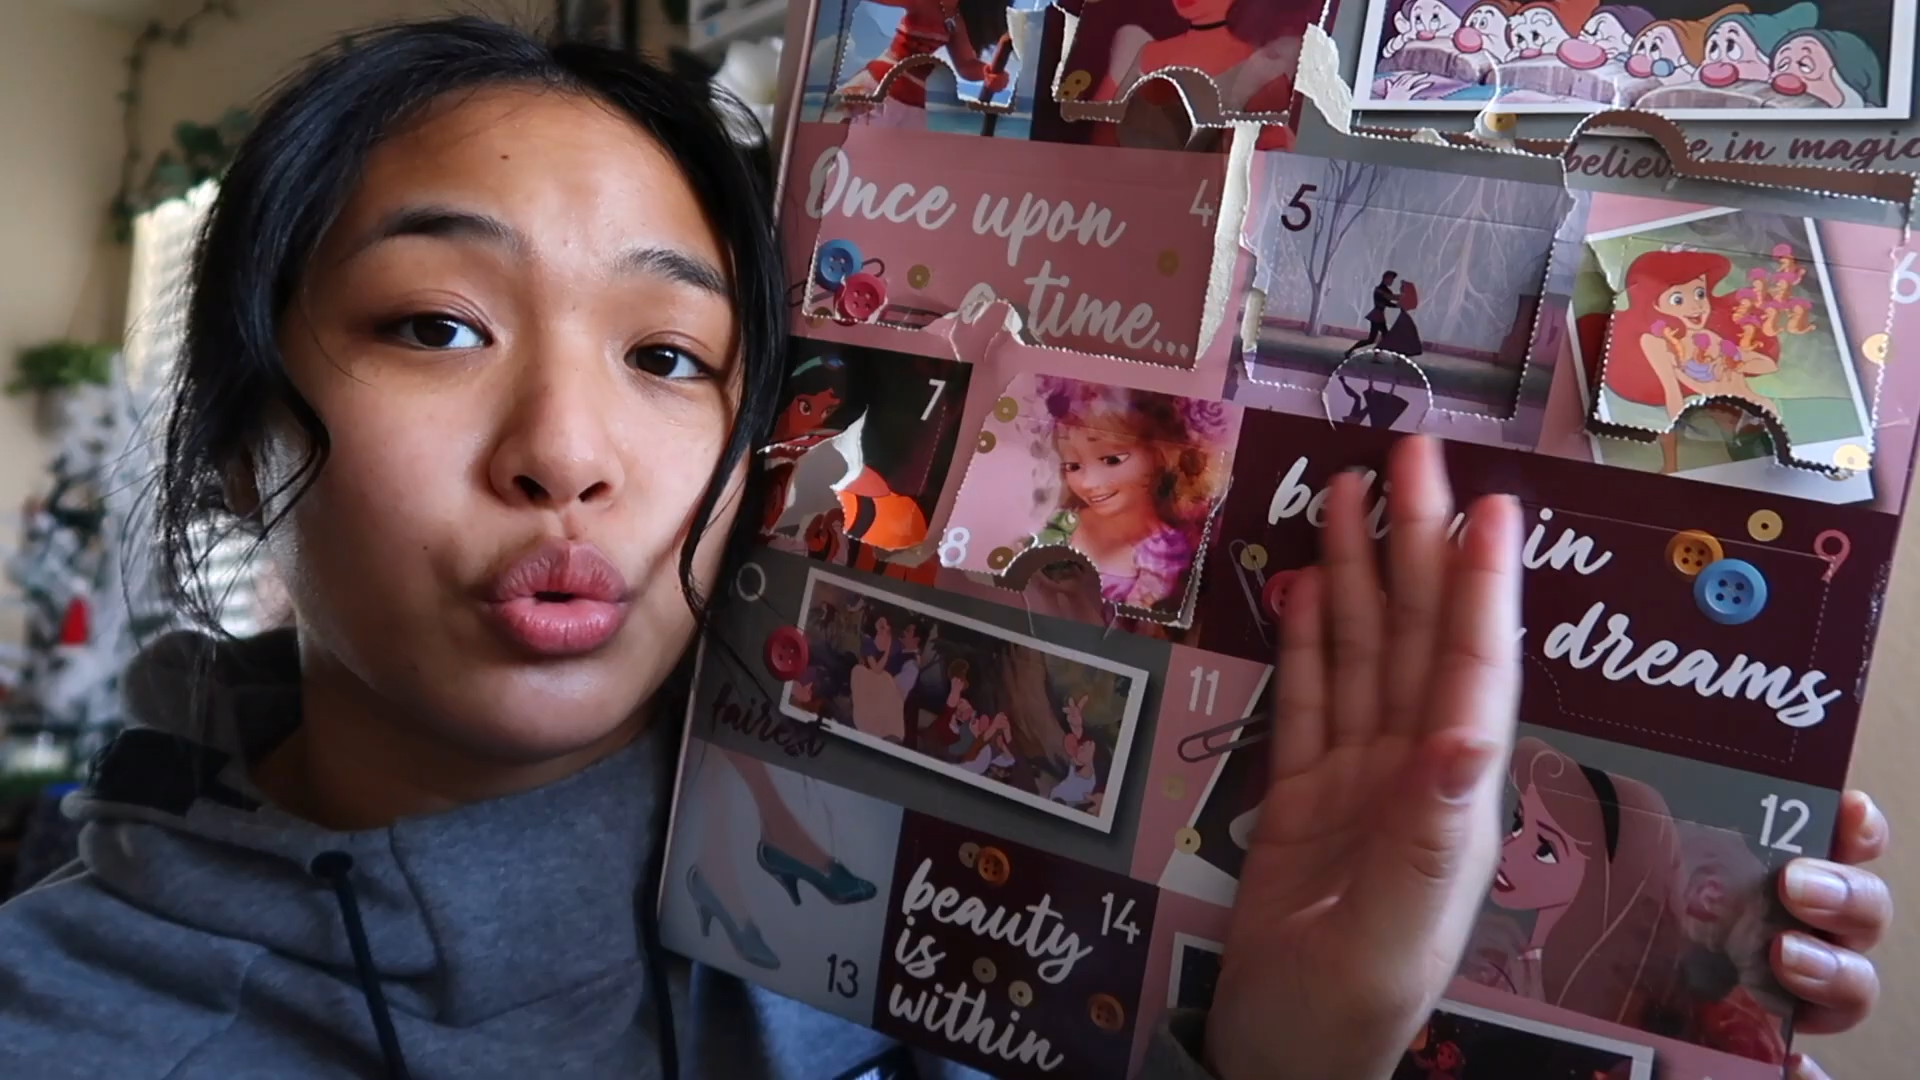 believe in magic
Once upon
4
a time...
5
6
7
8
in
9
dreams
fairest
11
12
13
14
beauty
is
within